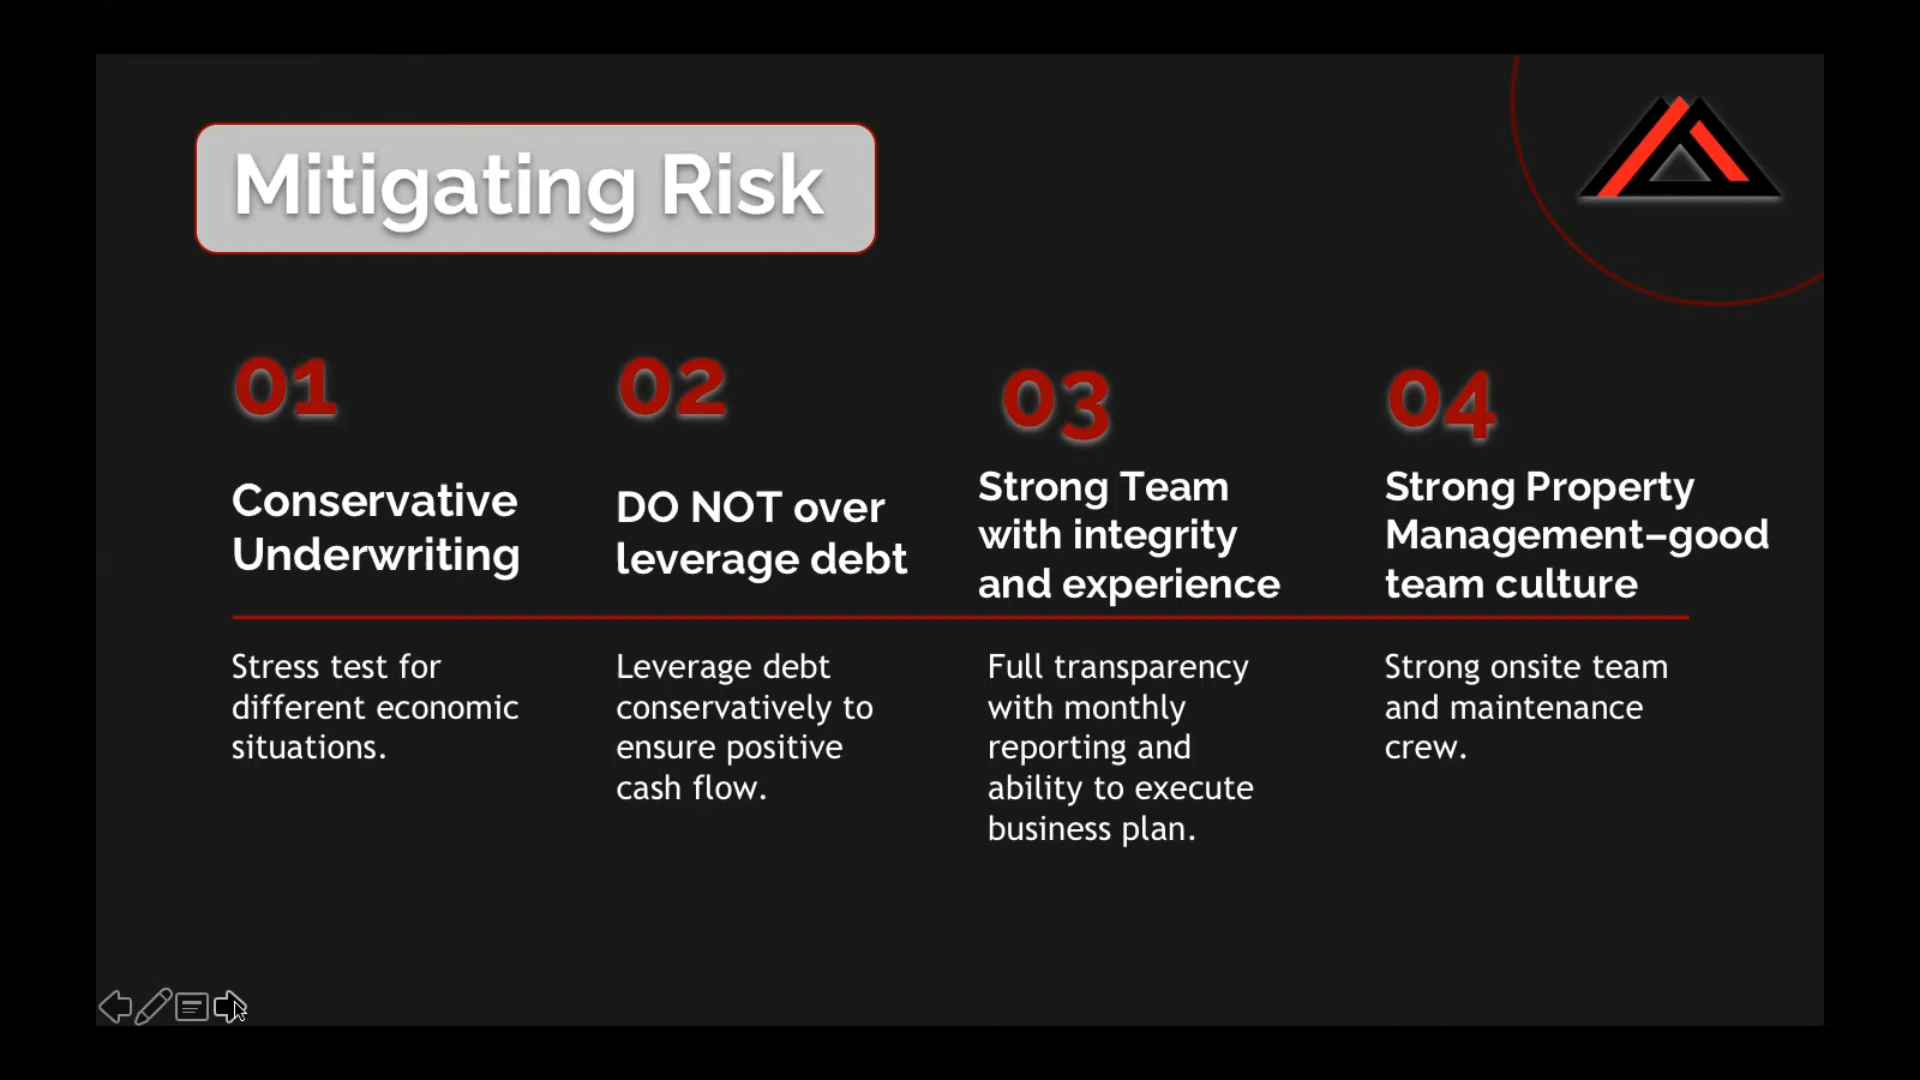 Mitigating Risk
01
Conservative
Underwriting
Stress test for
different economic
situations.
02
DO NOT over
leverage debt
Leverage debt
conservatively to
ensure positive
cash flow.
03
Strong Team
with integrity
and experience
Full transparency
with monthly
reporting and
ability to execute
business plan.
04
Strong Property
Management–good
team culture
Strong onsite team
and maintenance
crew.